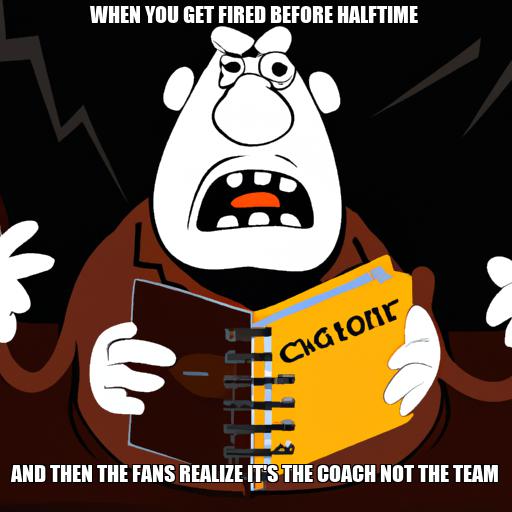 WHEN YOU GET FIRED BEFORE HALFTIME
AND THEN THE FANS REALIZE IT'S THE COACH NOT THE TEAM